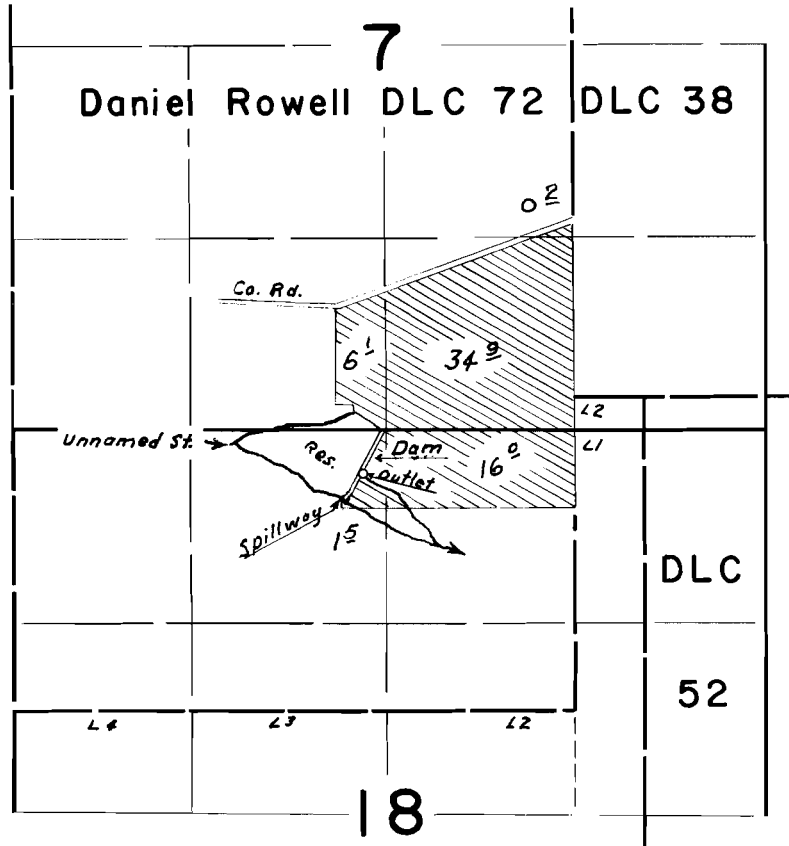 7
Daniel Rowell DLC 72 DLC 38
2
Co. Rd.
6 1
34 9
L2
Unnamed St.
Res.
Dam
16 0
L1
outlet
Spillway
1 5
DLC
52
L4
L3
L2
18